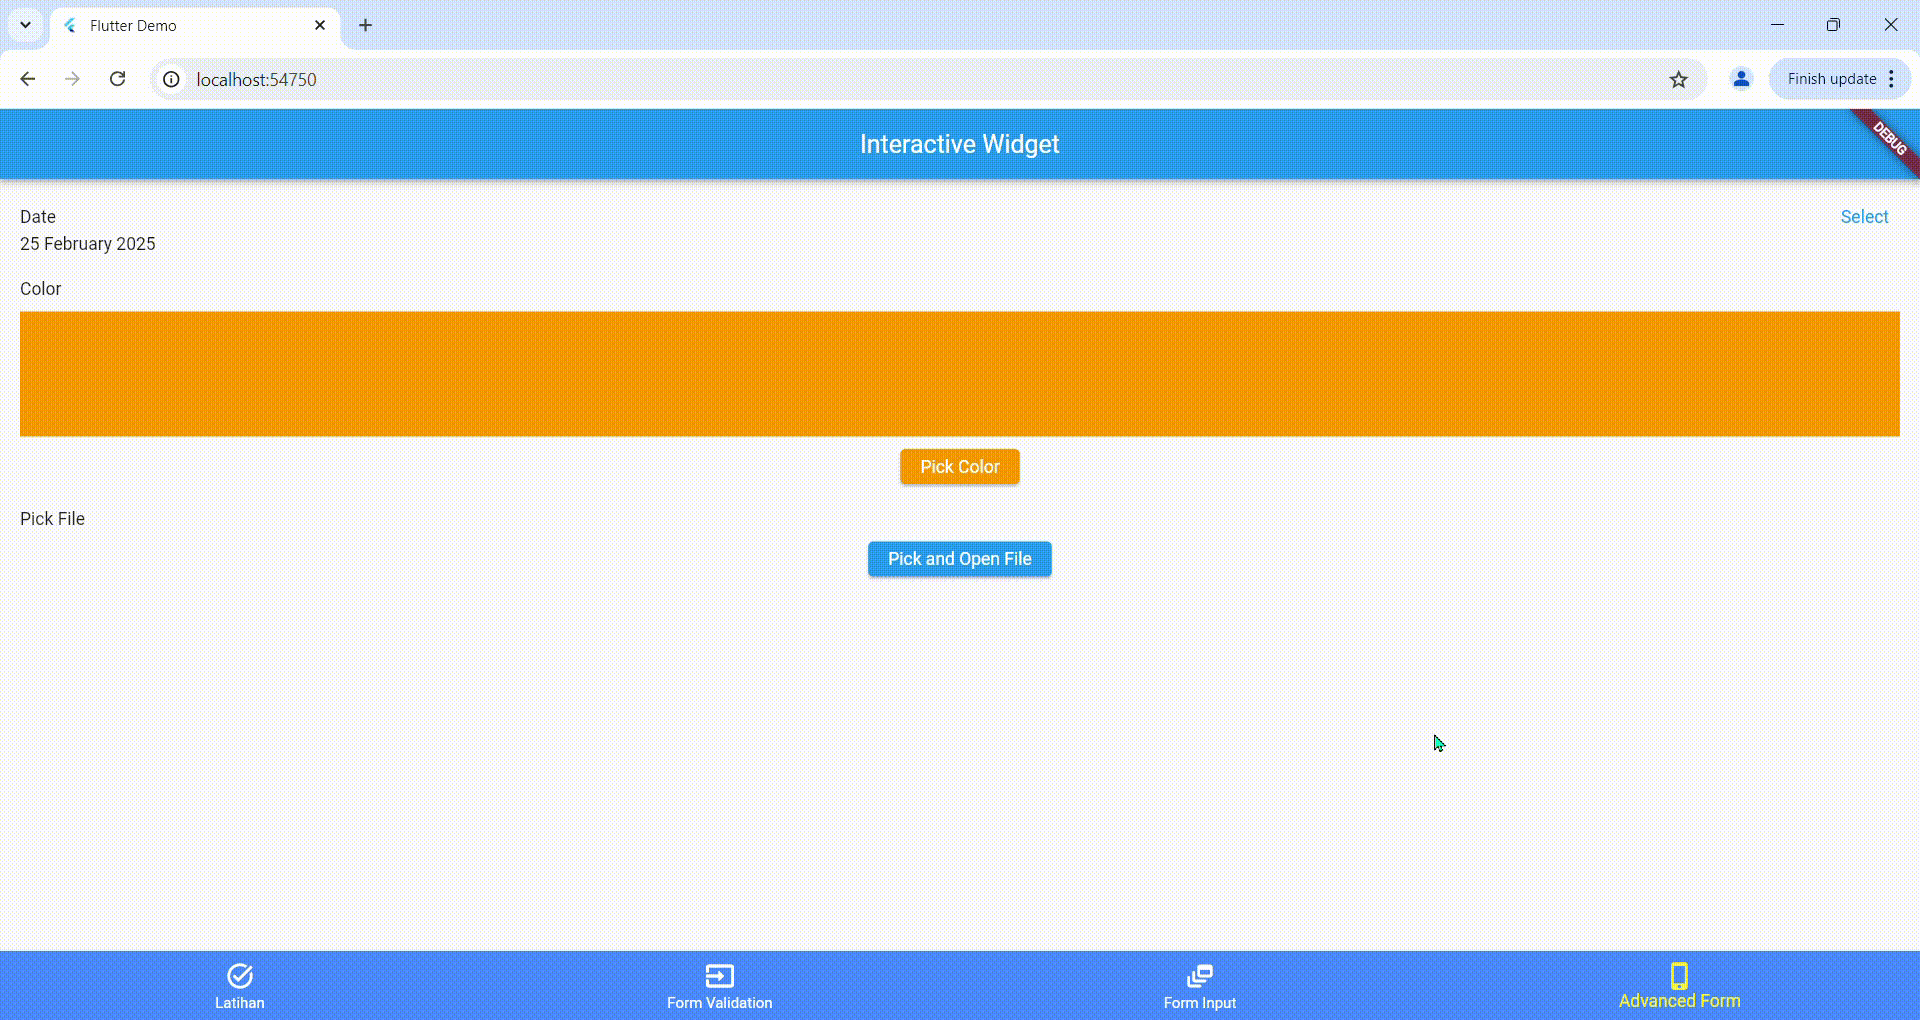 Flutter Demo
localhost:54750
Finish update
Interactive Widget
DEBUG
Date
Select
25 February 2025
Color
Pick Color
Pick File
Pick and Open File
Latihan
Form Validation
Form Input
Advanced Form